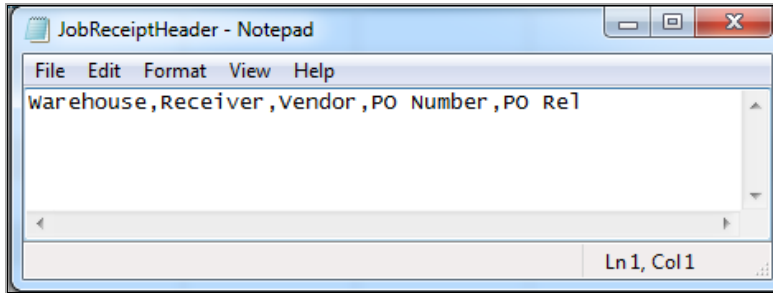 JobReceiptHeader - Notepad
File Edit Format View Help
Warehouse,Receiver,Vendor,PO Number,PO Rel
Ln 1, Col 1